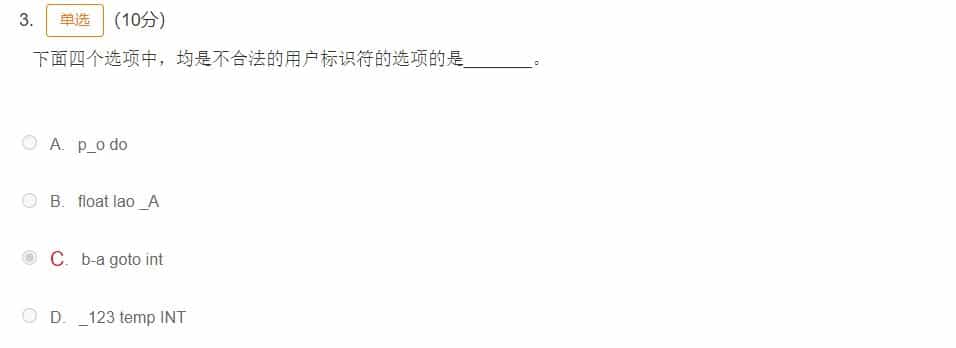 3. 单选 (10分)
下面四个选项中，均是不合法的用户标识符的选项的是_______。
A. p_o do
B. float lao _A
C. b-a goto int
D. _123 temp INT